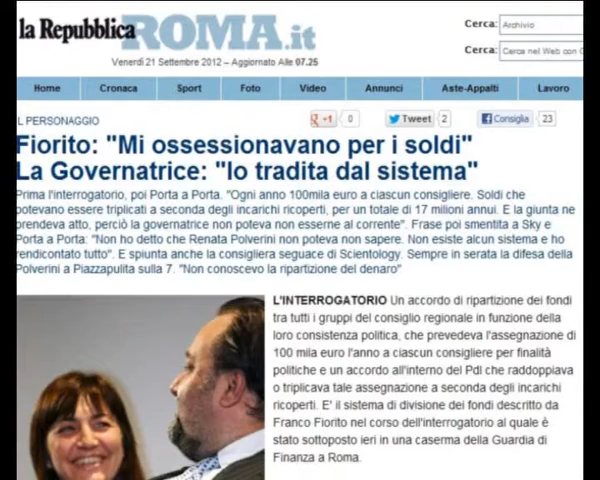 la Repubblica ROMA.it
Cerca: Archivio
Cerca: Cerca nel Web con
Venerdì 21 Settembre 2012 – Aggiornato Alle 07.25
Home Cronaca Sport Foto Video Annunci Aste-Appalti Lavoro
L PERSONAGGIO
+1 0 Tweet 2 Consiglia 23
Fiorito: "Mi ossessionavano per i soldi"
La Governatrice: "Io tradita dal sistema"
Prima l'interrogatorio, poi Porta a Porta. "Ogni anno 100mila euro a ciascun consigliere. Soldi che
potevano essere triplicati a seconda degli incarichi ricoperti, per un totale di 17 milioni annui. E la giunta ne
prendeva atto, perciò la governatrice non poteva non esserne al corrente". Frase poi smentita a Sky e
Porta a Porta: "Non ho detto che Renata Polverini non poteva non sapere. Non esiste alcun sistema e ho
rendicontato tutto". E spiunta anche la consigliera seguace di Scientology. Sempre in serata la difesa della
Polverini a Piazzapulita sulla 7. "Non conoscevo la ripartizione del denaro"
L'INTERROGATORIO Un accordo di ripartizione dei fondi
tra tutti i gruppi del consiglio regionale in funzione della
loro consistenza politica, che prevedeva l'assegnazione di
100 mila euro l'anno a ciascun consigliere per finalità
politiche e un accordo all'interno del Pdl che raddoppiava
o triplicava tale assegnazione a seconda degli incarichi
ricoperti. E' il sistema di divisione dei fondi descritto da
Franco Fiorito nel corso dell'interrogatorio al quale è
stato sottoposto ieri in una caserma della Guardia di
Finanza a Roma.